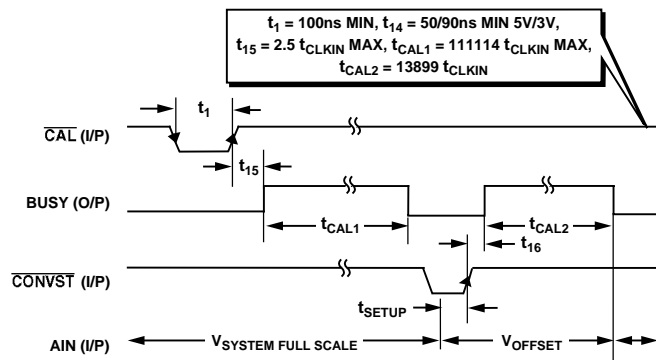 t1 = 100ns MIN, t14 = 50/90ns MIN 5V/3V,
t15 = 2.5 tCLKIN MAX, tCAL1 = 111114 tCLKIN MAX,
tCAL2 = 13899 tCLKIN
t1
CAL (I/P)
t15
BUSY (O/P)
tCAL1
tCAL2
t16
CONVST (I/P)
tSETUP
AIN (I/P)
VSYSTEM FULL SCALE
VOFFSET